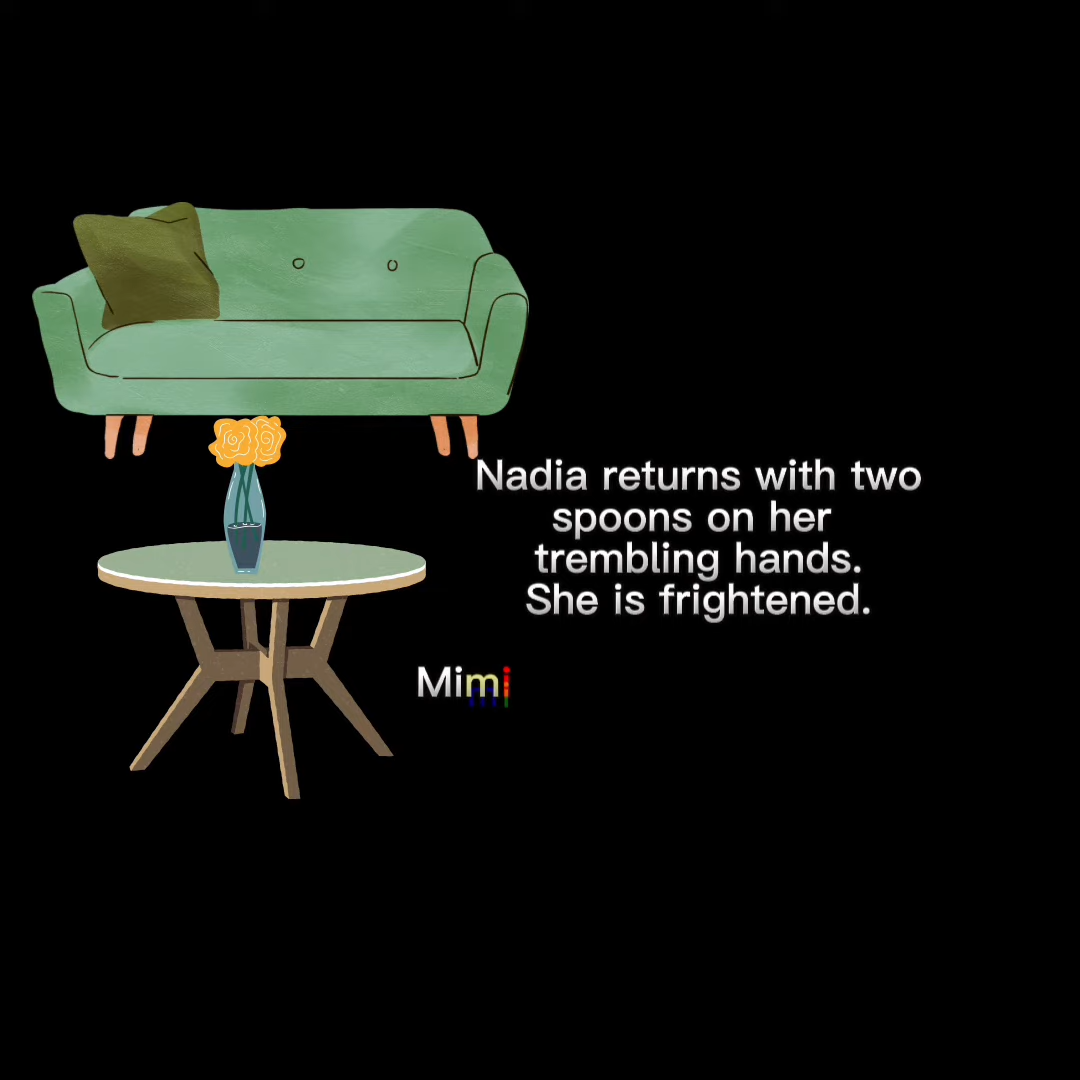 Nadia returns with two
spoons on her
trembling hands.
She is frightened.
Mimi